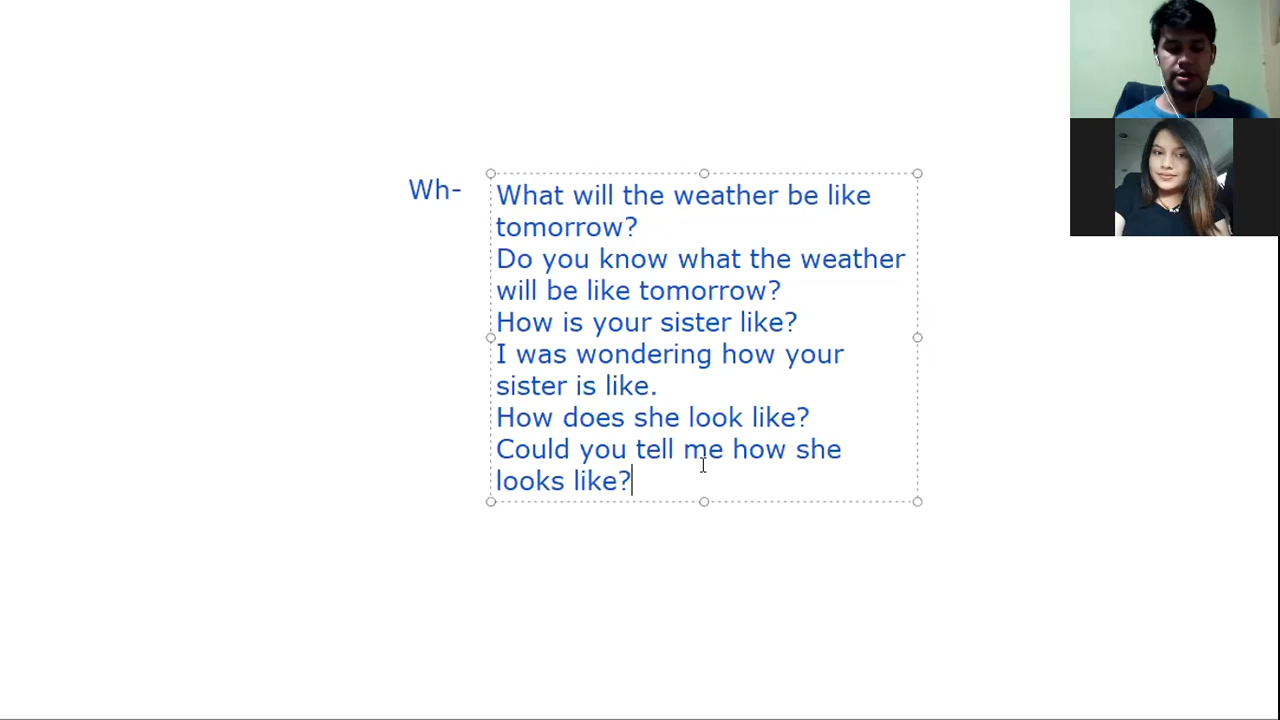 Wh-
What will the weather be like
tomorrow?
Do you know what the weather
will be like tomorrow?
How is your sister like?
I was wondering how your
sister is like.
How does she look like?
Could you tell me how she
looks like?